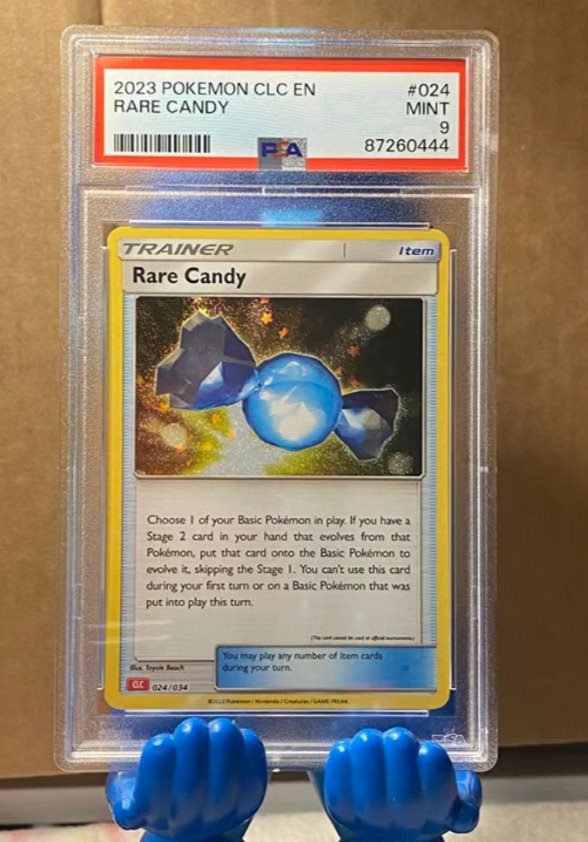 2023 POKEMON CLC EN #024
RARE CANDY MINT
9
PSA 87260444
TRAINER Item
Rare Candy
Choose 1 of your Basic Pokémon in play. If you have a
Stage 2 card in your hand that evolves from that
Pokémon, put that card onto the Basic Pokémon to
evolve it, skipping the Stage 1. You can't use this card
during your first turn or on a Basic Pokémon that was
put into play this turn.
(This card cannot be used at official tournaments.)
You may play any number of Item cards
during your turn.
Illus. Toyste Beach
CLC 024/034
©2023 Pokémon / Nintendo / Creatures / GAME FREAK
PSA